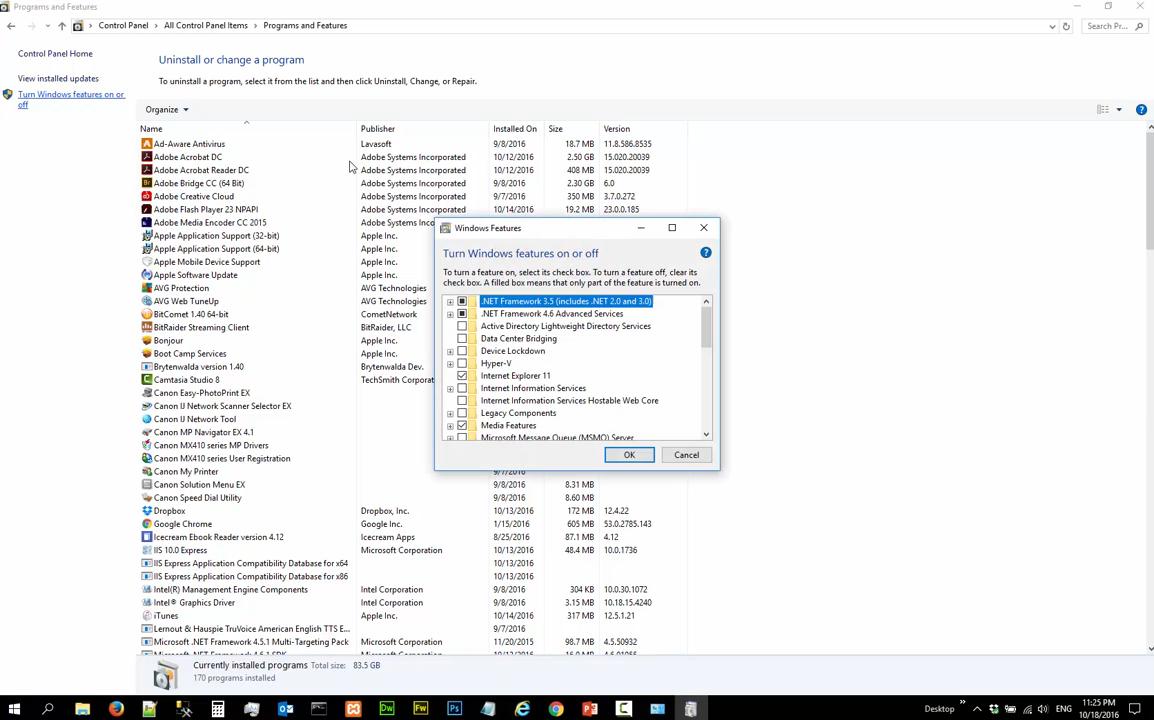 Programs and Features
Control Panel > All Control Panel Items > Programs and Features
Search Pr...
Control Panel Home
View installed updates
Turn Windows features on or
off
Uninstall or change a program
To uninstall a program, select it from the list and then click Uninstall, Change, or Repair.
Organize
Name Publisher Installed On Size Version
Ad-Aware Antivirus Lavasoft 9/8/2016 18.7 MB 11.8.586.8535
Adobe Acrobat DC Adobe Systems Incorporated 10/12/2016 2.50 GB 15.020.20039
Adobe Acrobat Reader DC Adobe Systems Incorporated 10/12/2016 408 MB 15.020.20039
Adobe Bridge CC (64 Bit) Adobe Systems Incorporated 9/8/2016 2.30 GB 6.0
Adobe Creative Cloud Adobe Systems Incorporated 9/7/2016 350 MB 3.7.0.272
Adobe Flash Player 23 NPAPI Adobe Systems Incorporated 10/14/2016 19.2 MB 23.0.0.185
Adobe Media Encoder CC 2015 Adobe Systems Inc
Apple Application Support (32-bit) Apple Inc.
Apple Application Support (64-bit) Apple Inc.
Apple Mobile Device Support Apple Inc.
Apple Software Update Apple Inc.
AVG Protection AVG Technologies
AVG Web TuneUp AVG Technologies
BitComet 1.40 64-bit CometNetwork
BitRaider Streaming Client BitRaider, LLC
Bonjour Apple Inc.
Boot Camp Services Apple Inc.
Brytenwalda version 1.40 Brytenwalda Dev.
Camtasia Studio 8 TechSmith Corporat
Canon Easy-PhotoPrint EX
Canon IJ Network Scanner Selector EX
Canon IJ Network Tool
Canon MP Navigator EX 4.1
Canon MX410 series MP Drivers
Canon MX410 series User Registration
Canon My Printer 9/7/2016
Canon Solution Menu EX 9/8/2016 8.31 MB
Canon Speed Dial Utility 9/8/2016 8.60 MB
Dropbox Dropbox, Inc. 10/13/2016 172 MB 12.4.22
Google Chrome Google Inc. 1/15/2016 605 MB 53.0.2785.143
Icecream Ebook Reader version 4.12 Icecream Apps 8/25/2016 87.1 MB 4.12
IIS 10.0 Express Microsoft Corporation 10/13/2016 48.4 MB 10.0.1736
IIS Express Application Compatibility Database for x64 10/13/2016
IIS Express Application Compatibility Database for x86 10/13/2016
Intel(R) Management Engine Components Intel Corporation 9/8/2016 304 KB 10.0.30.1072
Intel® Graphics Driver Intel Corporation 9/8/2016 3.15 MB 10.18.15.4240
iTunes Apple Inc. 10/14/2016 317 MB 12.5.1.21
Lernout & Hauspie TruVoice American English TTS E... 9/7/2016
Microsoft .NET Framework 4.5.1 Multi-Targeting Pack Microsoft Corporation 11/20/2015 98.7 MB 4.5.50932
Windows Features
Turn Windows features on or off
To turn a feature on, select its check box. To turn a feature off, clear its
check box. A filled box means that only part of the feature is turned on.
.NET Framework 3.5 (includes .NET 2.0 and 3.0)
.NET Framework 4.6 Advanced Services
Active Directory Lightweight Directory Services
Data Center Bridging
Device Lockdown
Hyper-V
Internet Explorer 11
Internet Information Services
Internet Information Services Hostable Web Core
Legacy Components
Media Features
Microsoft Message Queue (MSMQ) Server
OK Cancel
Currently installed programs Total size: 83.5 GB
170 programs installed
Desktop
11:25 PM
10/18/2016